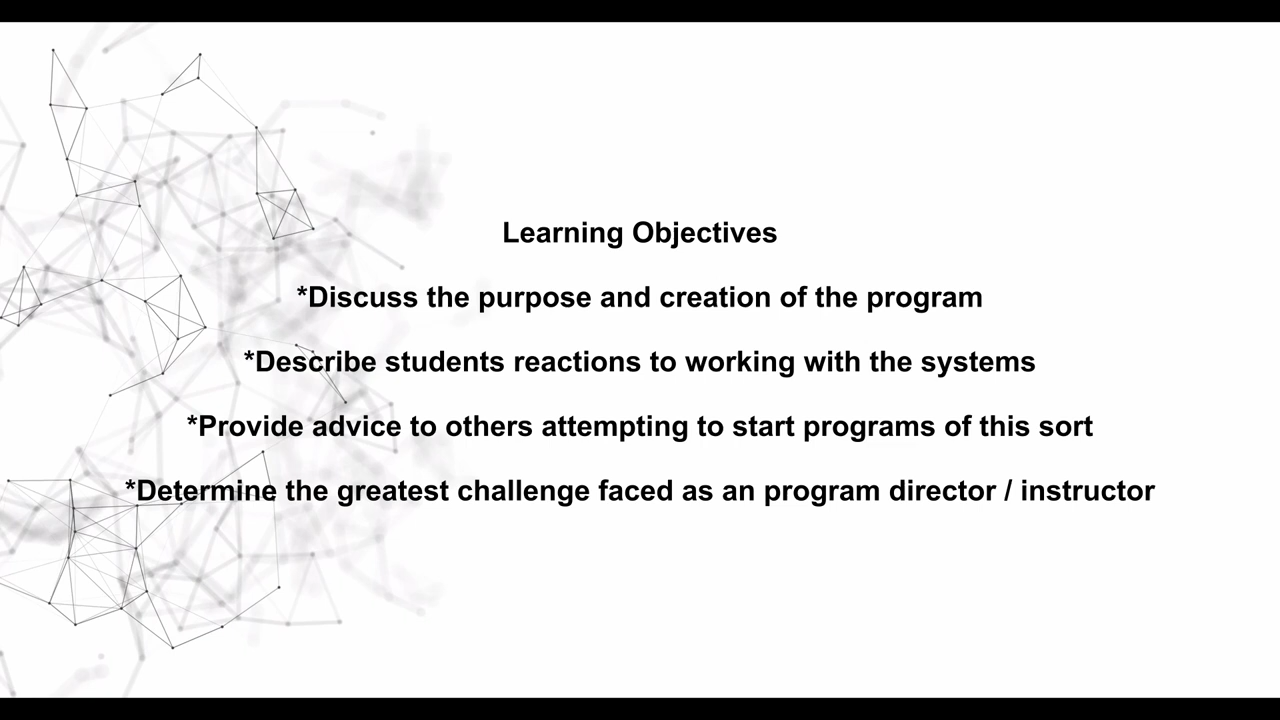 Learning Objectives
*Discuss the purpose and creation of the program
*Describe students reactions to working with the systems
*Provide advice to others attempting to start programs of this sort
*Determine the greatest challenge faced as an program director / instructor